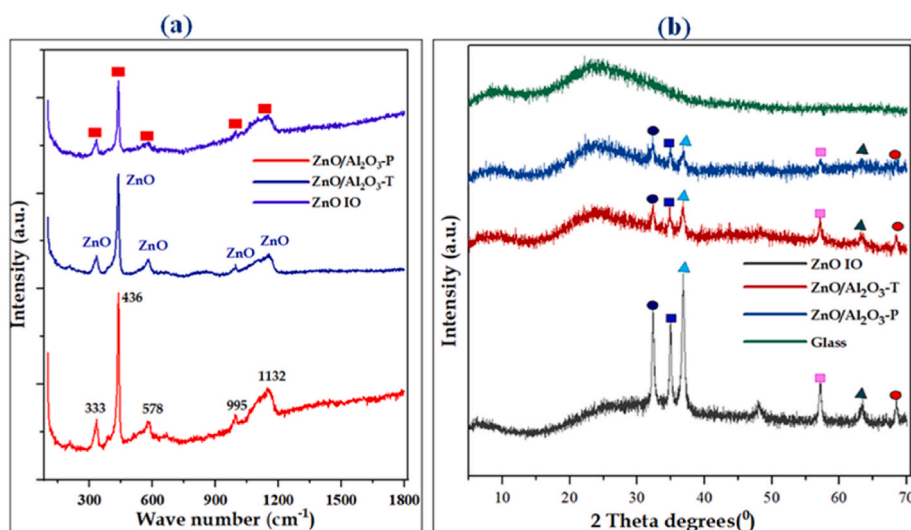 (a)
Intensity (a.u.)
ZnO/Al₂O₃-P
ZnO/Al₂O₃-T
ZnO IO
ZnO
ZnO
ZnO
ZnO
ZnO
436
333
578
995
1132
300
600
900
1200
1500
1800
Wave number (cm⁻¹)
(b)
Intensity (a.u.)
ZnO IO
ZnO/Al₂O₃-T
ZnO/Al₂O₃-P
Glass
10
20
30
40
50
60
70
2 Theta degrees(⁰)